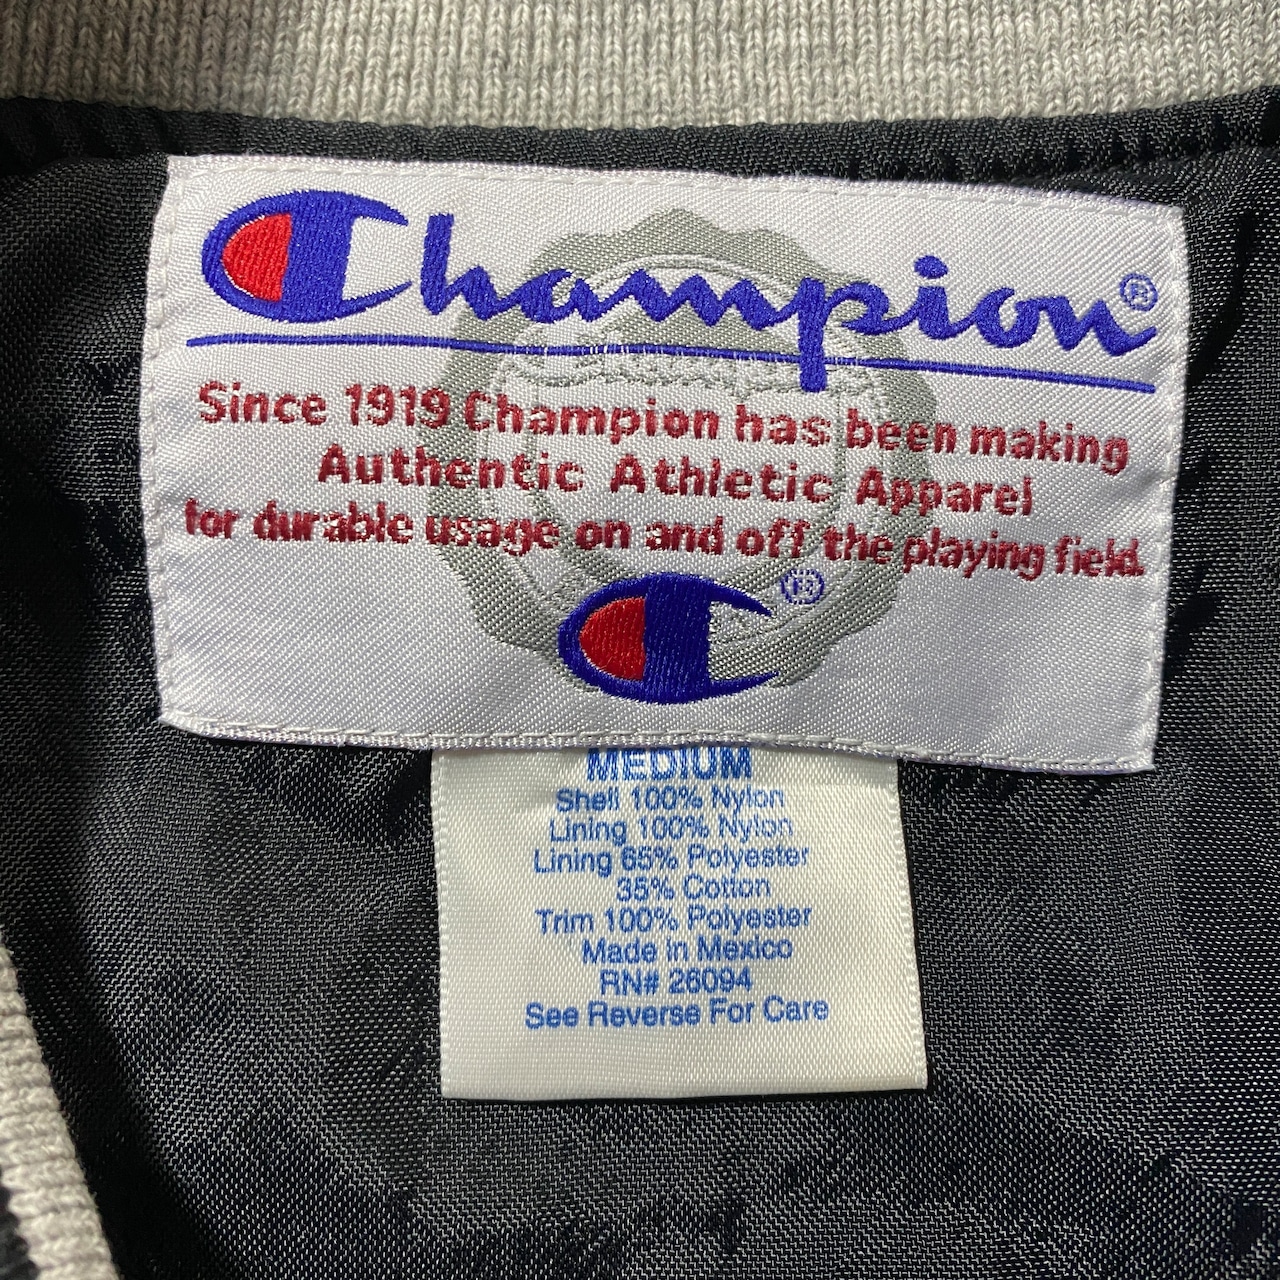 Champion®
Since 1919 Champion has been making
Authentic Athletic Apparel
for durable usage on and off the playing field.
®
MEDIUM
Shell 100% Nylon
Lining 100% Nylon
Lining 65% Polyester
35% Cotton
Trim 100% Polyester
Made in Mexico
RN# 26094
See Reverse For Care